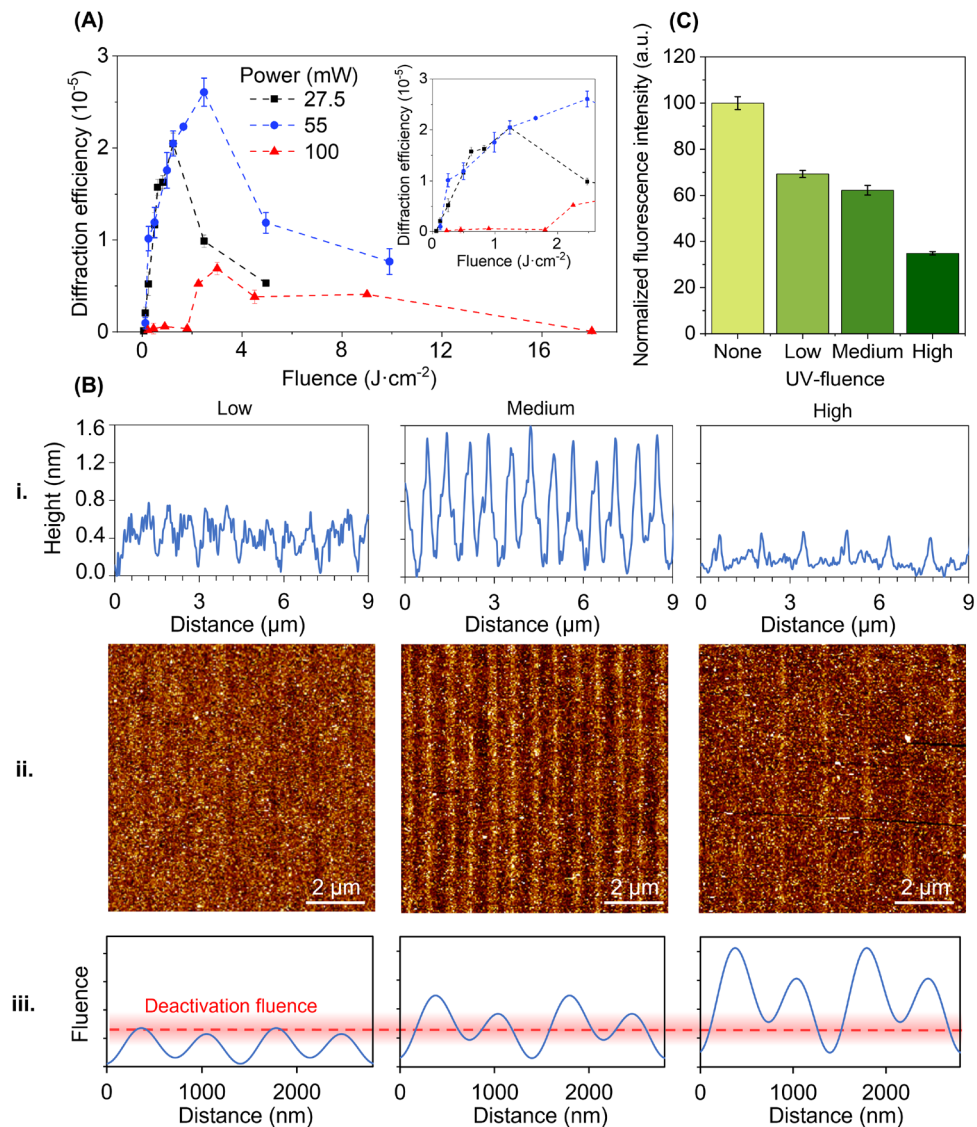 (A)
Diffraction efficiency (10⁻⁵)
3
2
1
0
0
4
8
12
16
Fluence (J·cm⁻²)
Power (mW)
27.5
55
100
Diffraction efficiency (10⁻⁵)
3
2
1
0
0
1
2
Fluence (J·cm⁻²)
(C)
Normalized fluorescence intensity (a.u.)
120
100
80
60
40
20
0
None
Low
Medium
High
UV-fluence
(B)
Low
Medium
High
i.
Height (nm)
1.6
1.2
0.8
0.4
0.0
0
3
6
9
Distance (µm)
0
3
6
9
Distance (µm)
0
3
6
9
Distance (µm)
ii.
2 µm
2 µm
2 µm
iii.
Fluence
Deactivation fluence
0
1000
2000
Distance (nm)
0
1000
2000
Distance (nm)
0
1000
2000
Distance (nm)